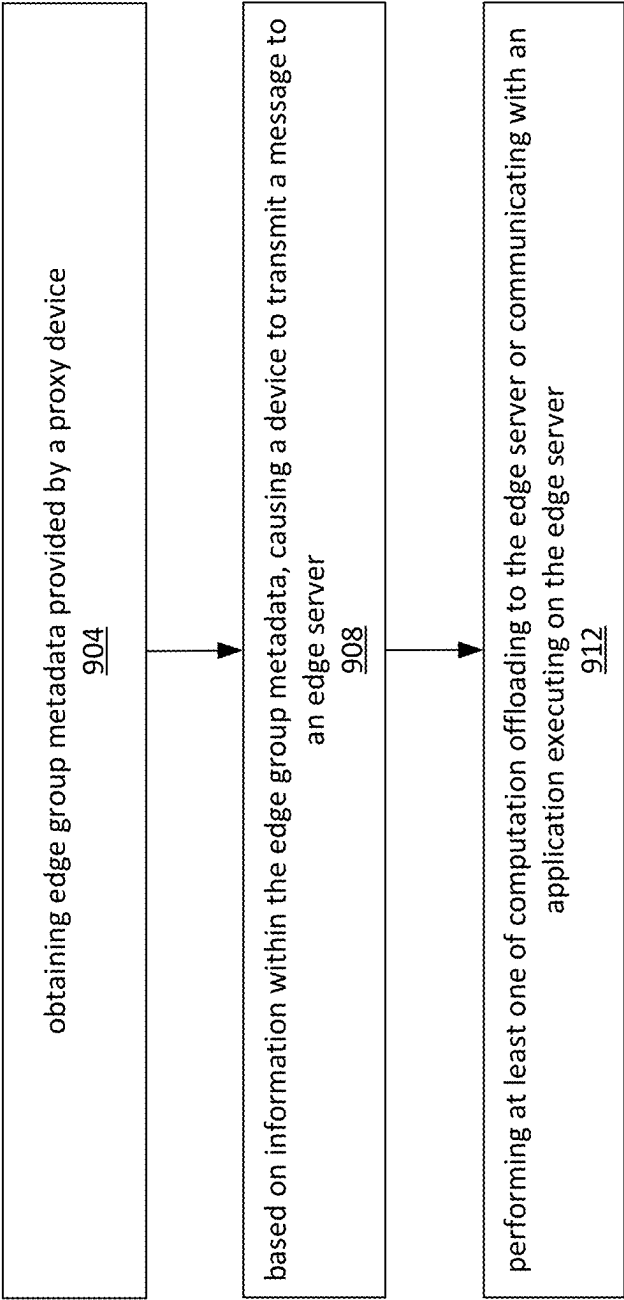 obtaining edge group metadata provided by a proxy device
904
based on information within the edge group metadata, causing a device to transmit a message to
an edge server
908
performing at least one of computation offloading to the edge server or communicating with an
application executing on the edge server
912